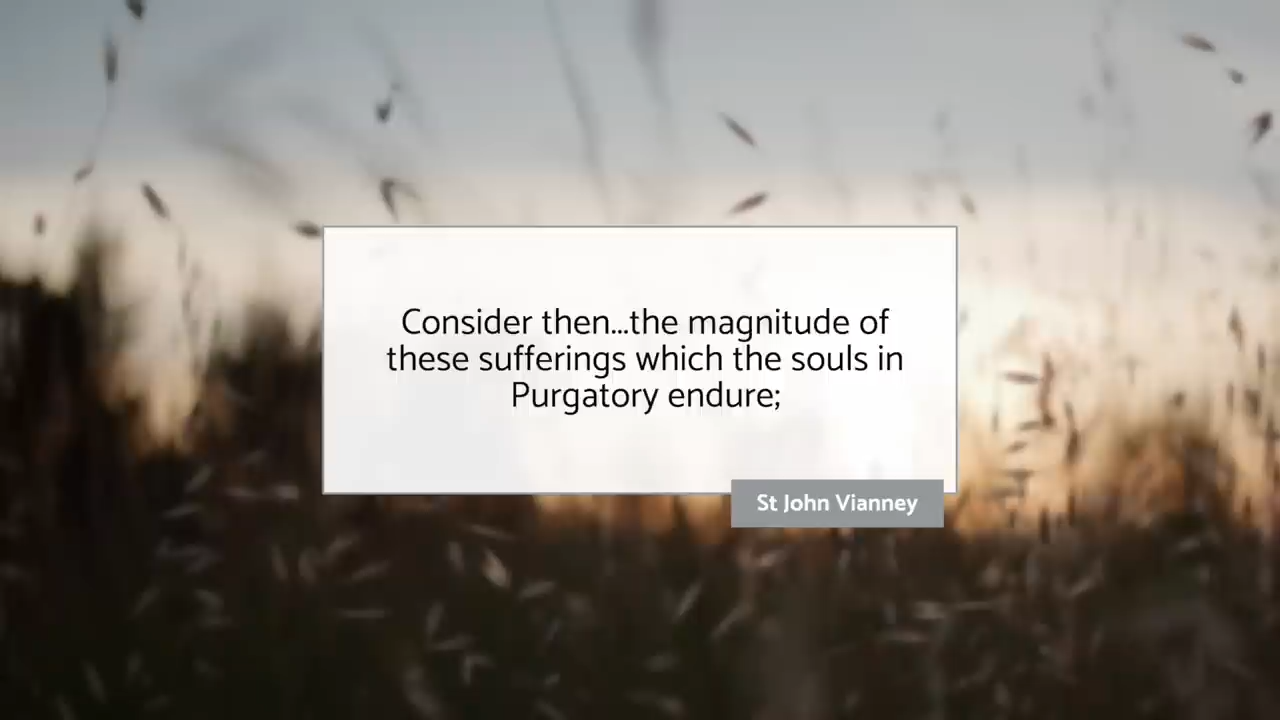 Consider then...the magnitude of
these sufferings which the souls in
Purgatory endure;
St John Vianney